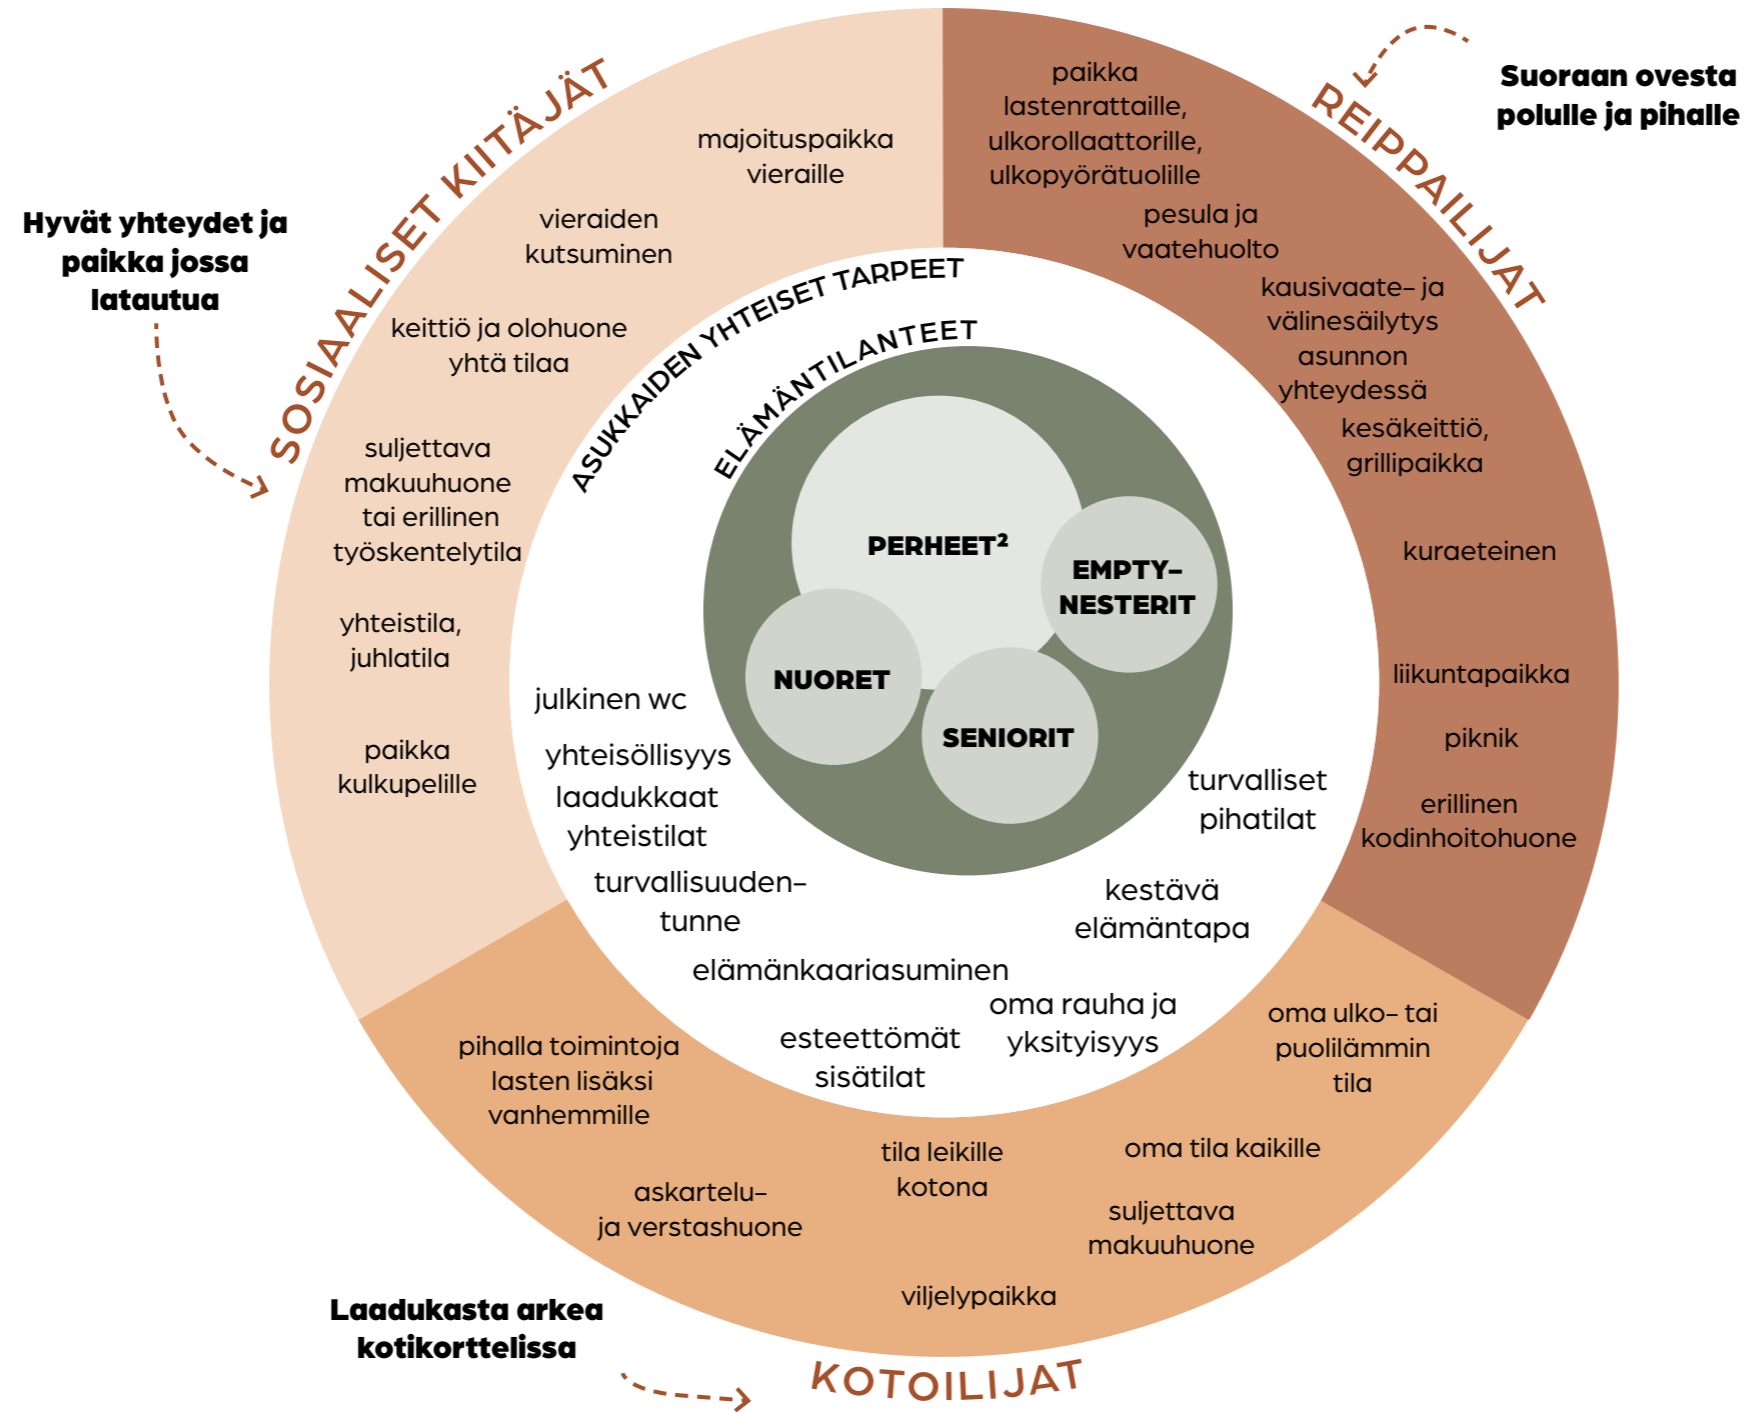 Hyvät yhteydet ja
paikka jossa
latautua
SOSIAALISET KIITÄJÄT
majoituspaikka
vieraille
vieraiden
kutsuminen
keittiö ja olohuone
yhtä tilaa
suljettava
makuuhuone
tai erillinen
työskentelytila
yhteistila,
juhlatila
paikka
kulkupelille
Suoraan ovesta
polulle ja pihalle
REIPPAILIJAT
paikka
lastenrattaille,
ulkorollaattorille,
ulkopyörätuolille
pesula ja
vaatehuolto
kausivaate- ja
välinesäilytys
asunnon
yhteydessä
kesäkeittiö,
grillipaikka
kuraeteinen
liikuntapaikka
piknik
erillinen
kodinhoitohuone
ASUKKAIDEN YHTEISET TARPEET
ELÄMÄNTILANTEET
PERHEET²
EMPTY-
NESTERIT
NUORET
SENIORIT
julkinen wc
yhteisöllisyys
laadukkaat
yhteistilat
turvallisuuden-
tunne
elämänkaariasuminen
esteettömät
sisätilat
oma rauha ja
yksityisyys
kestävä
elämäntapa
turvalliset
pihatilat
pihalla toimintoja
lasten lisäksi
vanhemmille
askartelu-
ja verstashuone
tila leikille
kotona
viljelypaikka
suljettava
makuuhuone
oma tila kaikille
oma ulko- tai
puolilämmin
tila
Laadukasta arkea
kotikorttelissa
KOTOILIJAT